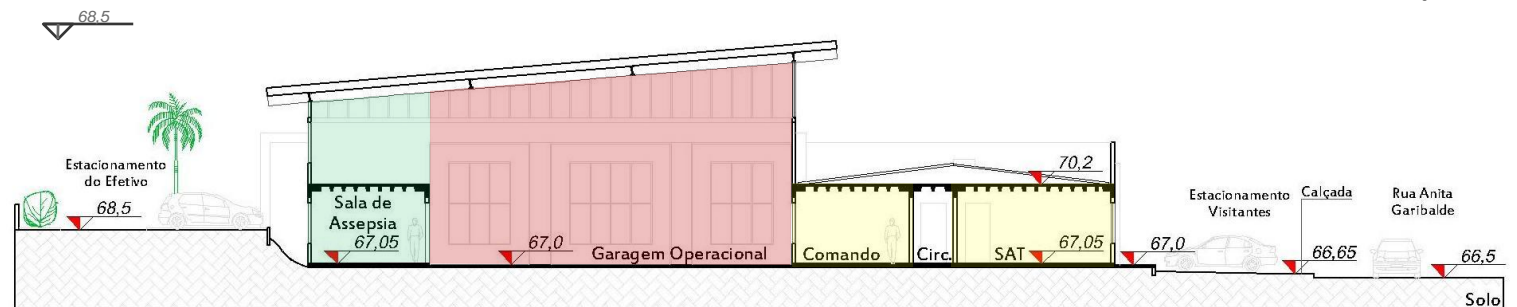 68.5
Estacionamento
do Efetivo
68,5
Sala de
Assepsia
67,05
67,0
Garagem Operacional
Comando
Circ.
SAT
70,2
67,05
67,0
Estacionamento
Visitantes
Calçada
66,65
Rua Anita
Garibalde
66,5
Solo